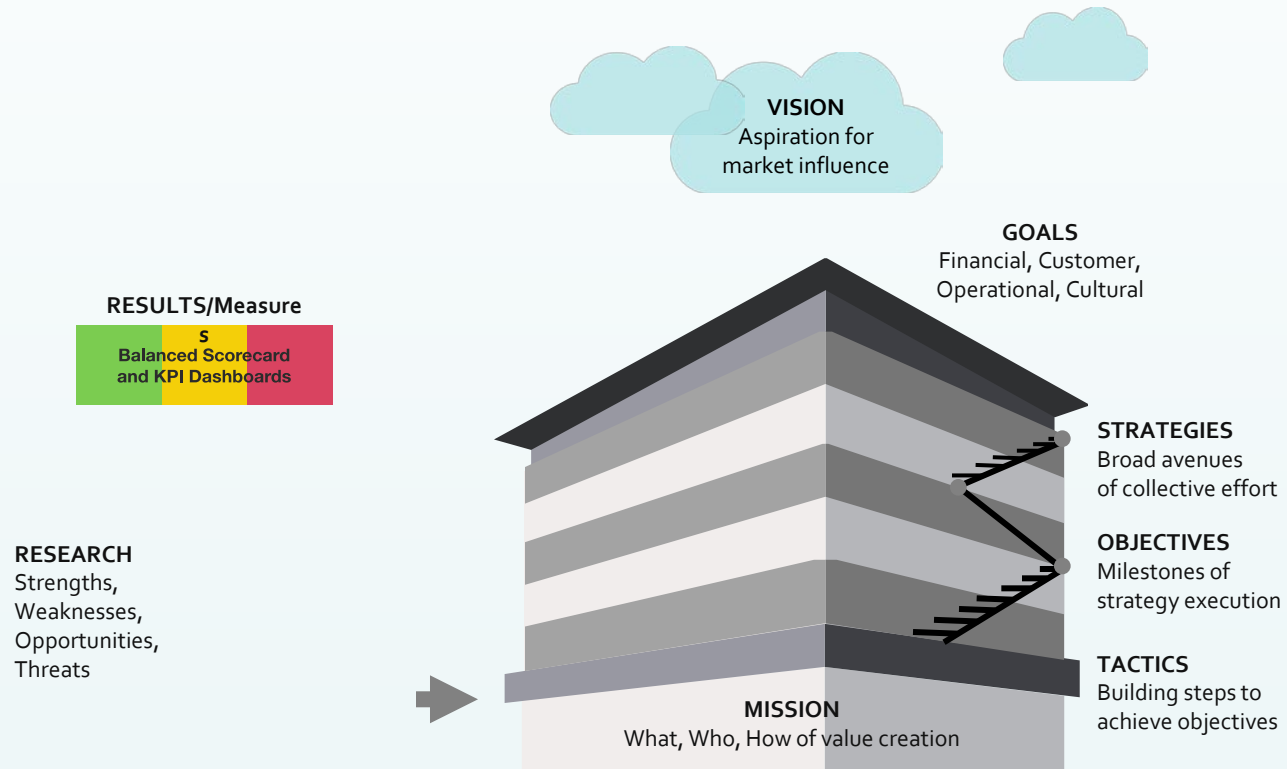 VISION
Aspiration for
market influence
GOALS
Financial, Customer,
Operational, Cultural
RESULTS/Measure
s
Balanced Scorecard
and KPI Dashboards
STRATEGIES
Broad avenues
of collective effort
RESEARCH
Strengths,
Weaknesses,
Opportunities,
Threats
OBJECTIVES
Milestones of
strategy execution
TACTICS
Building steps to
achieve objectives
MISSION
What, Who, How of value creation